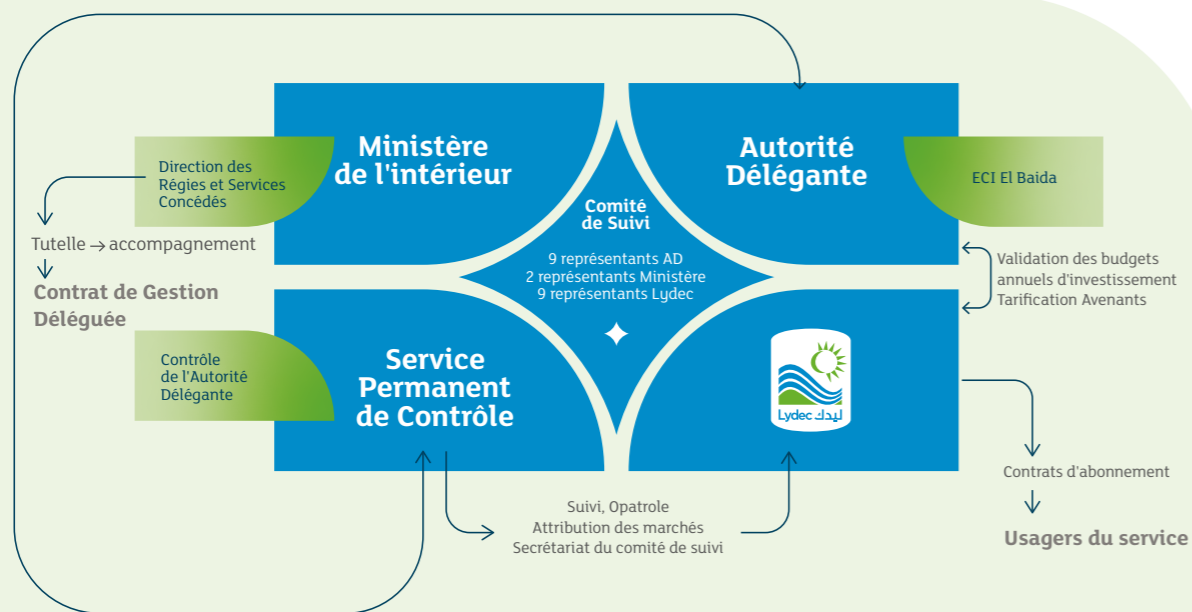 Ministère
de l'intérieur
Autorité
Délégante
Direction des
Régies et Services
Concédés
ECI El Baida
Comité
de Suivi
9 représentants AD
2 représentants Ministère
9 représentants Lydec
Tutelle → accompagnement
Contrat de Gestion
Déléguée
Validation des budgets
annuels d'investissement
Tarification Avenants
Contrôle
de l'Autorité
Délégante
Service
Permanent
de Contrôle
Lydec ليدك
Contrats d'abonnement
Usagers du service
Suivi, Opatrole
Attribution des marchés
Secrétariat du comité de suivi